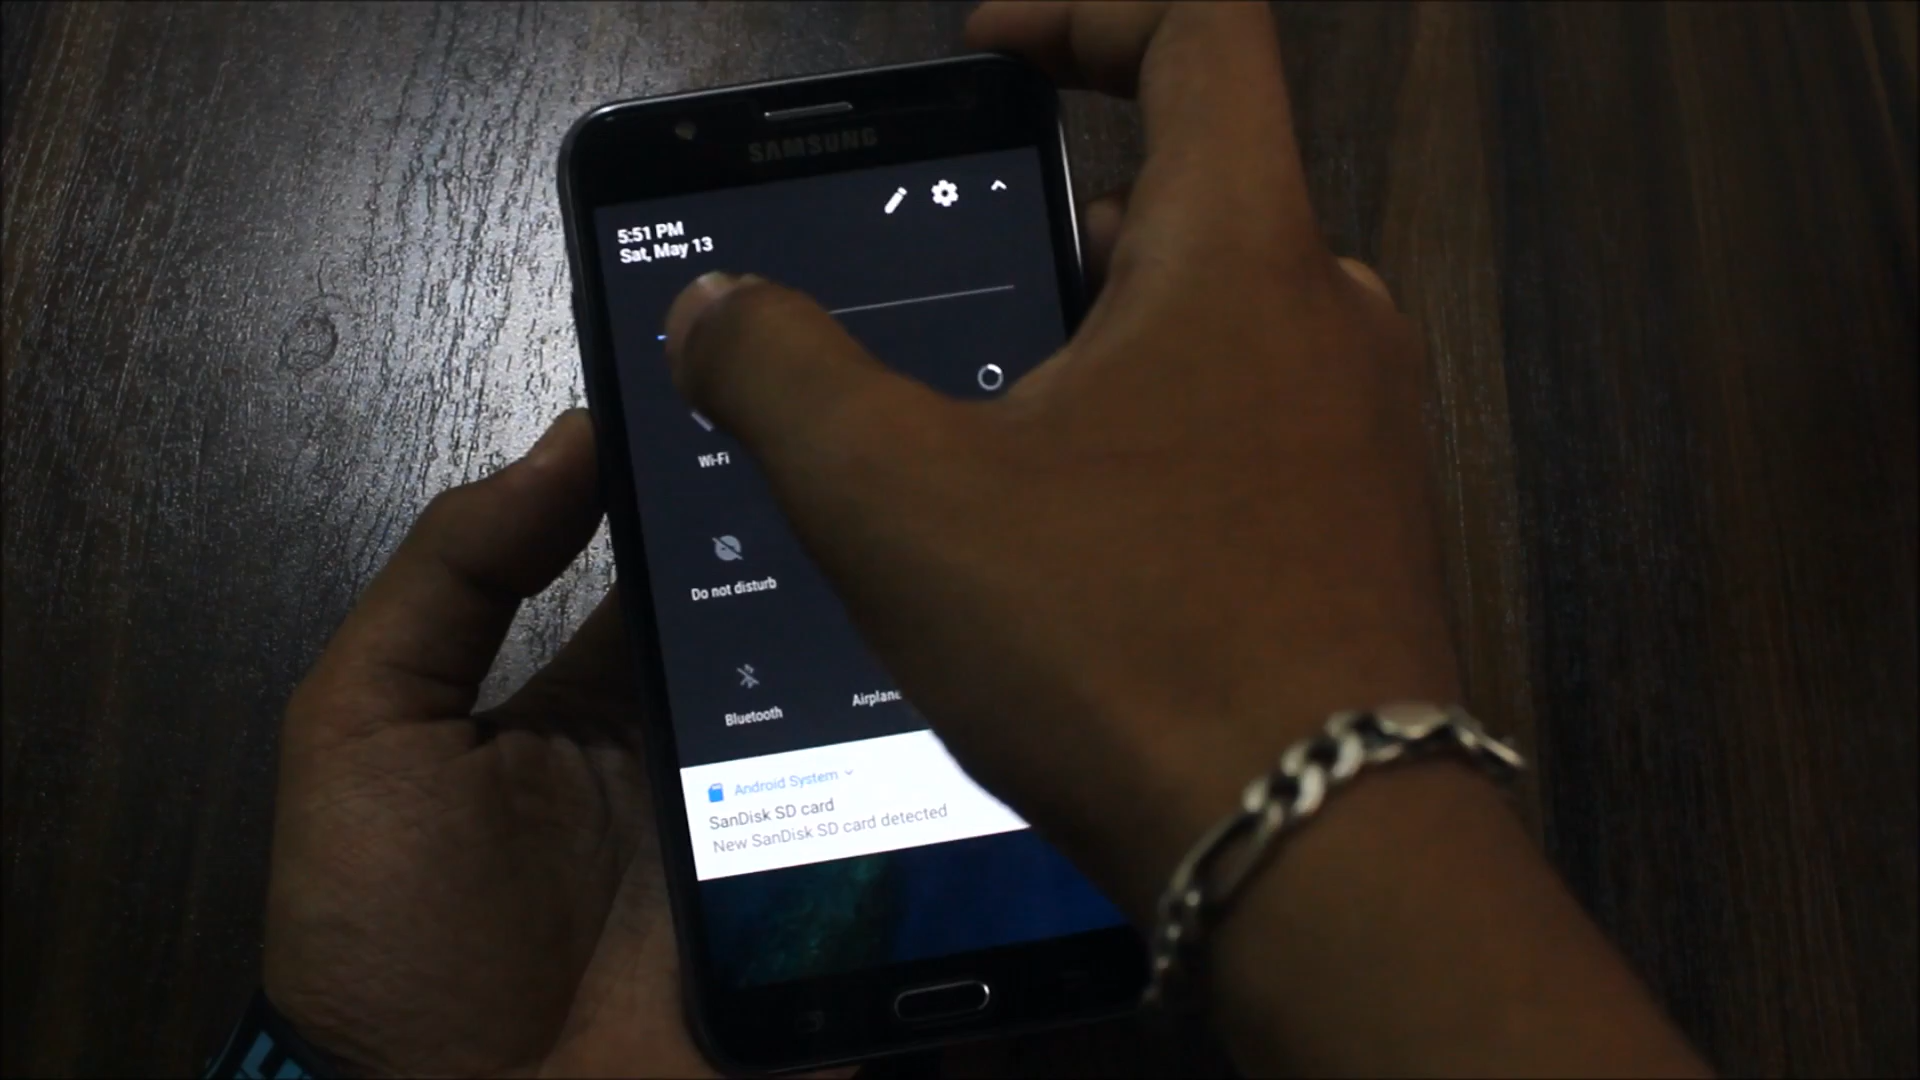 SAMSUNG
5:51 PM
Sat, May 13
Wi-Fi
Do not disturb
Bluetooth
Airplane
Android System
SanDisk SD card
New SanDisk SD card detected